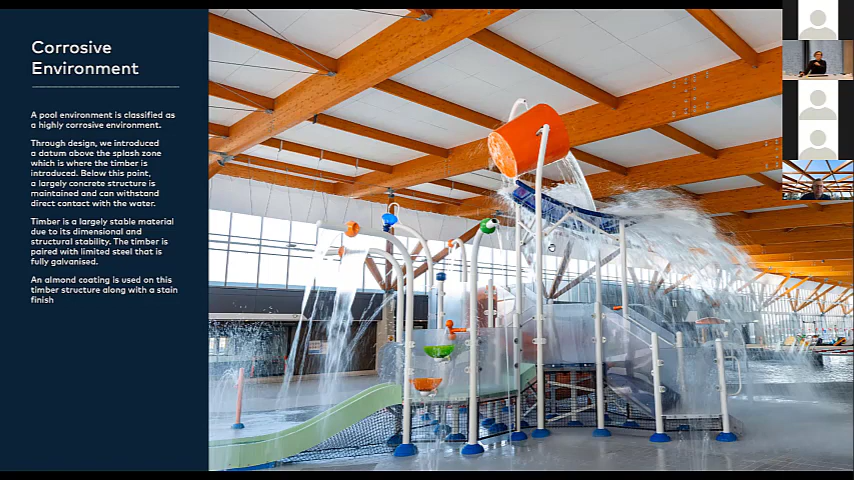 Corrosive
Environment
A pool environment is classified as
a highly corrosive environment.
Through design, we introduced
a datum above the splash zone
which is where the timber is
introduced. Below this point,
a largely concrete structure is
maintained and can withstand
direct contact with the water.
Timber is a largely stable material
due to its dimensional and
structural stability. The timber is
paired with limited steel that is
fully galvanised.
An almond coating is used on this
timber structure along with a stain
finish